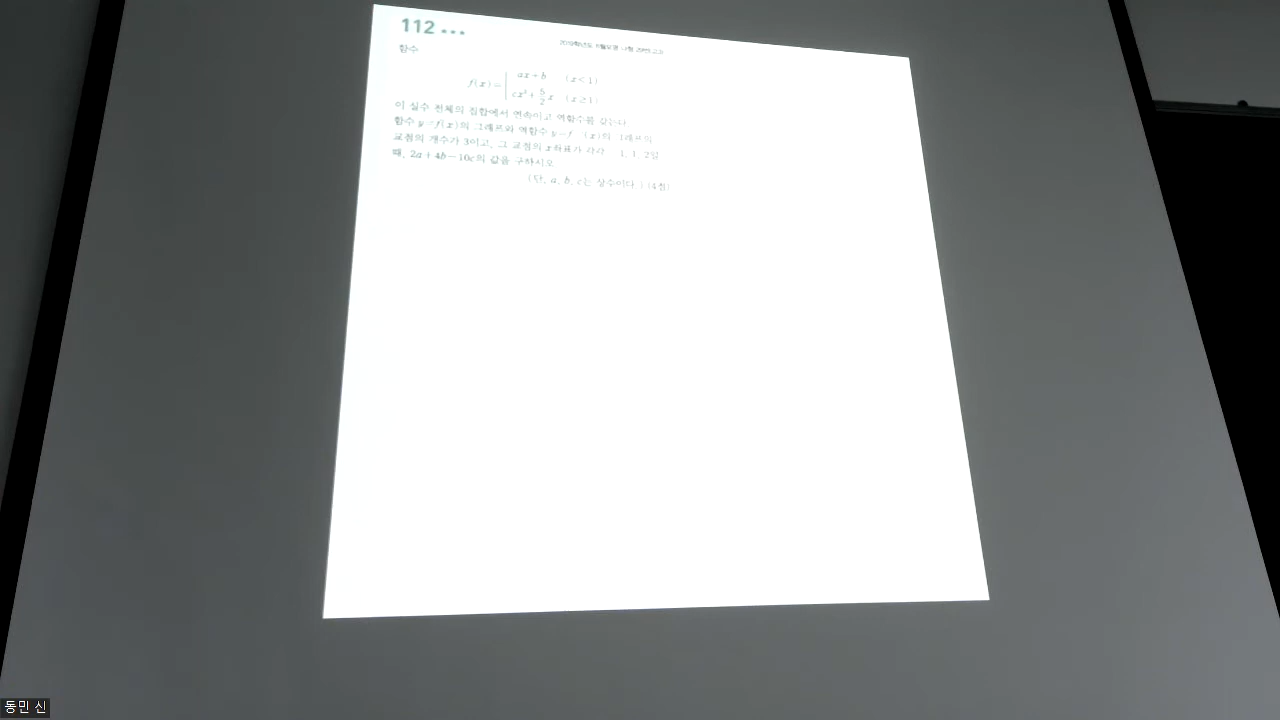 112 •••
2019학년도 6월모평 나형 29번(고3)
함수
f(x) = { ax + b (x < 1)
cx² + 5/2 x (x ≥ 1)
이 실수 전체의 집합에서 연속이고 역함수를 갖는다.
함수 y = f(x)의 그래프와 역함수 y = f (x)의 그래프의
교점의 개수가 3이고, 그 교점의 x좌표가 각각 1, 1, 2일
때, 2a + 4b − 10c의 값을 구하시오.
(단, a, b, c는 상수이다.) (4점)
동민 신